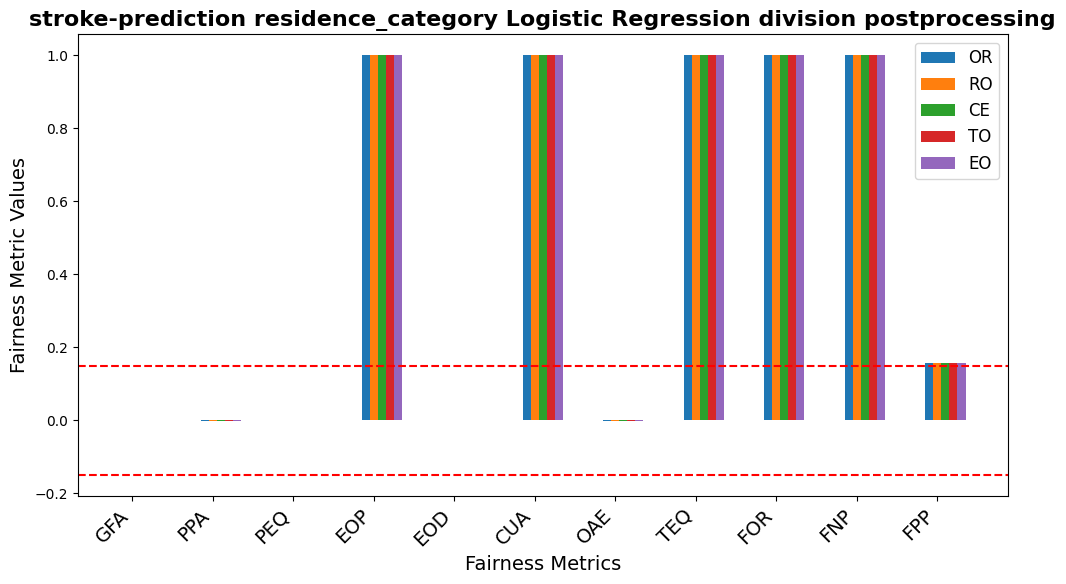 stroke-prediction residence_category Logistic Regression division postprocessing
OR
RO
CE
TO
EO
Fairness Metric Values
1.0
0.8
0.6
0.4
0.2
0.0
−0.2
GFA
PPA
PEQ
EOP
EOD
CUA
OAE
TEQ
FOR
FNP
FPP
Fairness Metrics